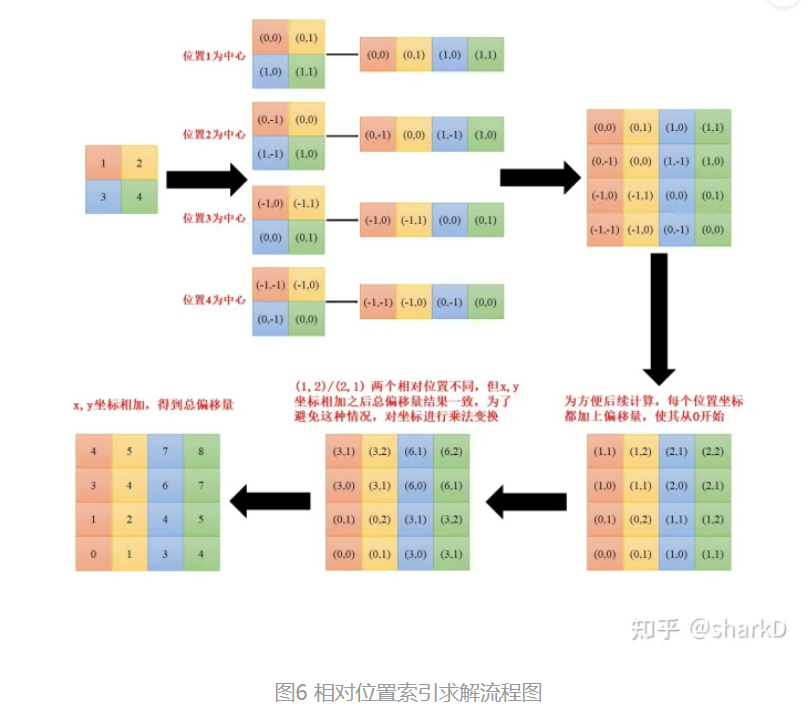 位置1为中心
(0,0) (0,1)
(1,0) (1,1)
(0,0) (0,1) (1,0) (1,1)
位置2为中心
(0,-1) (0,0)
(1,-1) (1,0)
(0,-1) (0,0) (1,-1) (1,0)
1 2
3 4
位置3为中心
(-1,0) (-1,1)
(0,0) (0,1)
(-1,0) (-1,1) (0,0) (0,1)
位置4为中心
(-1,-1) (-1,0)
(0,-1) (0,0)
(-1,-1) (-1,0) (0,-1) (0,0)
(0,0) (0,1) (1,0) (1,1)
(0,-1) (0,0) (1,-1) (1,0)
(-1,0) (-1,1) (0,0) (0,1)
(-1,-1) (-1,0) (0,-1) (0,0)
为方便后续计算，每个位置坐标
都加上偏移量，使其从0开始
(1,1) (1,2) (2,1) (2,2)
(1,0) (1,1) (2,0) (2,1)
(0,1) (0,2) (1,1) (1,2)
(0,0) (0,1) (1,0) (1,1)
(1,2)/(2,1) 两个相对位置不同，但x,y
坐标相加之后总偏移量结果一致，为了
避免这种情况，对坐标进行乘法变换
(3,1) (3,2) (6,1) (6,2)
(3,0) (3,1) (6,0) (6,1)
(0,1) (0,2) (3,1) (3,2)
(0,0) (0,1) (3,0) (3,1)
x,y坐标相加，得到总偏移量
4 5 7 8
3 4 6 7
1 2 4 5
0 1 3 4
知乎 @sharkD
图6 相对位置索引求解流程图